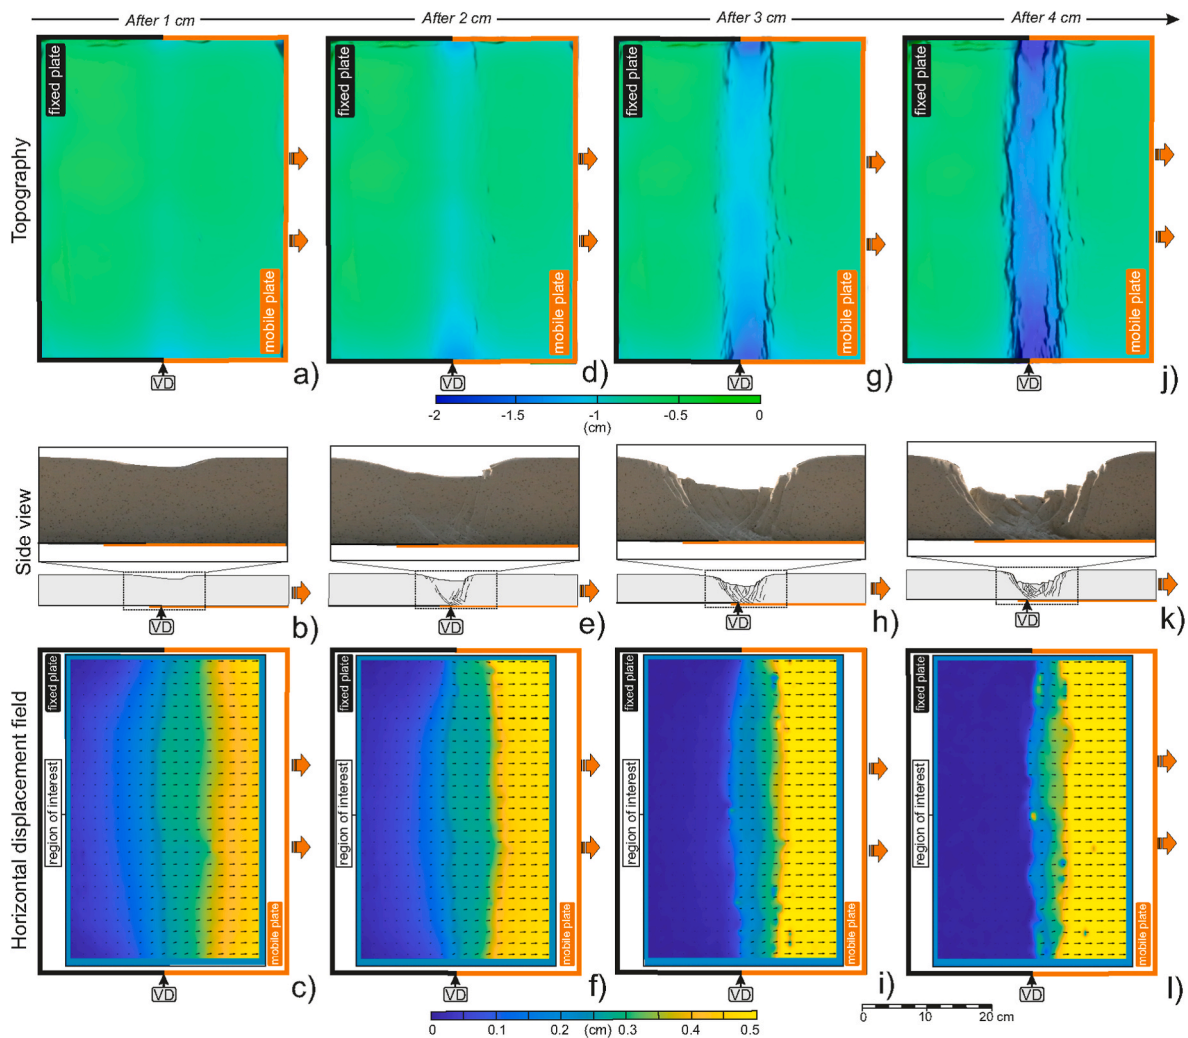 After 1 cm
After 2 cm
After 3 cm
After 4 cm
Topography
fixed plate
mobile plate
VD
a)
fixed plate
mobile plate
VD
d)
fixed plate
mobile plate
VD
g)
fixed plate
mobile plate
VD
j)
-2 -1.5 -1 -0.5 0
(cm)
Side view
VD
b)
VD
e)
VD
h)
VD
k)
Horizontal displacement field
fixed plate
region of interest
mobile plate
VD
c)
fixed plate
region of interest
mobile plate
VD
f)
fixed plate
region of interest
mobile plate
VD
i)
fixed plate
region of interest
mobile plate
VD
l)
0 0.1 0.2 (cm) 0.3 0.4 0.5
0 10 20 cm